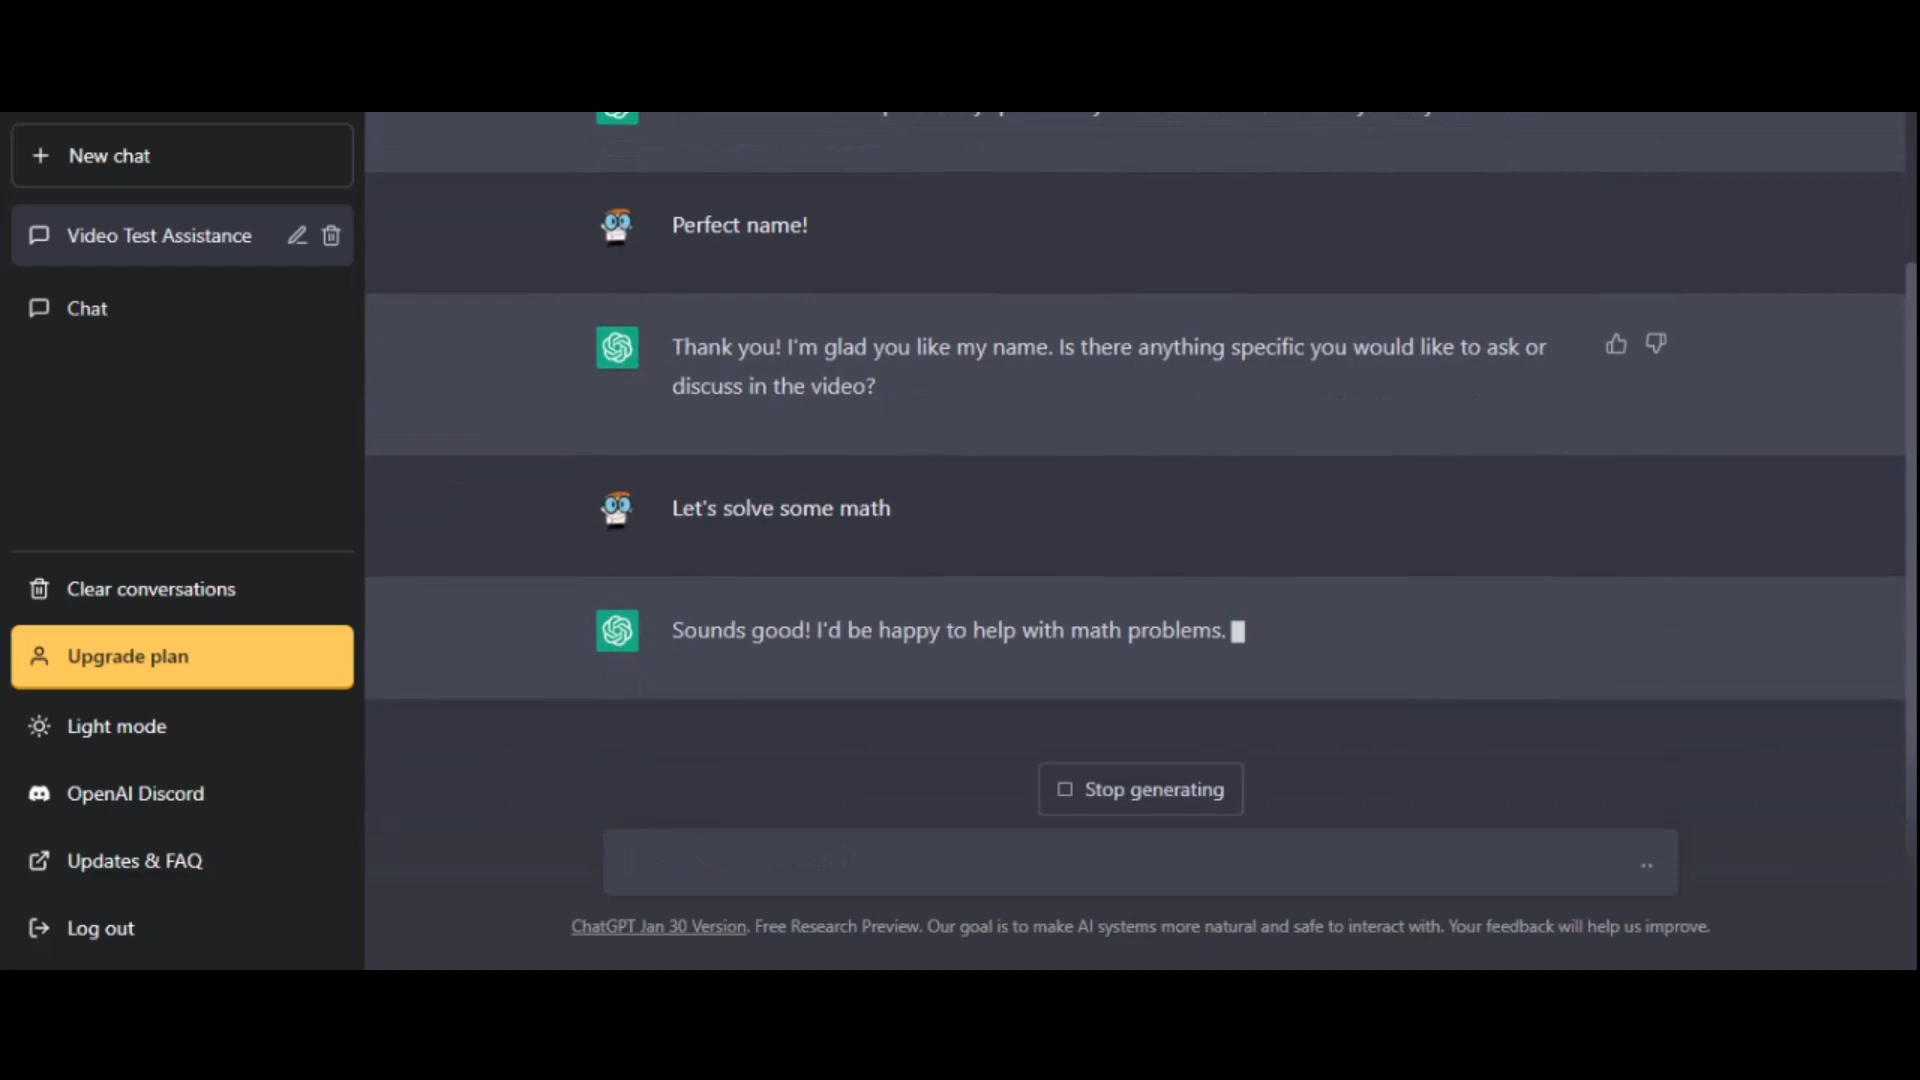 New chat
Video Test Assistance
Chat
Clear conversations
Upgrade plan
Light mode
OpenAI Discord
Updates & FAQ
Log out
Perfect name!
Thank you! I'm glad you like my name. Is there anything specific you would like to ask or
discuss in the video?
Let's solve some math
Sounds good! I'd be happy to help with math problems.
Stop generating
ChatGPT Jan 30 Version. Free Research Preview. Our goal is to make AI systems more natural and safe to interact with. Your feedback will help us improve.